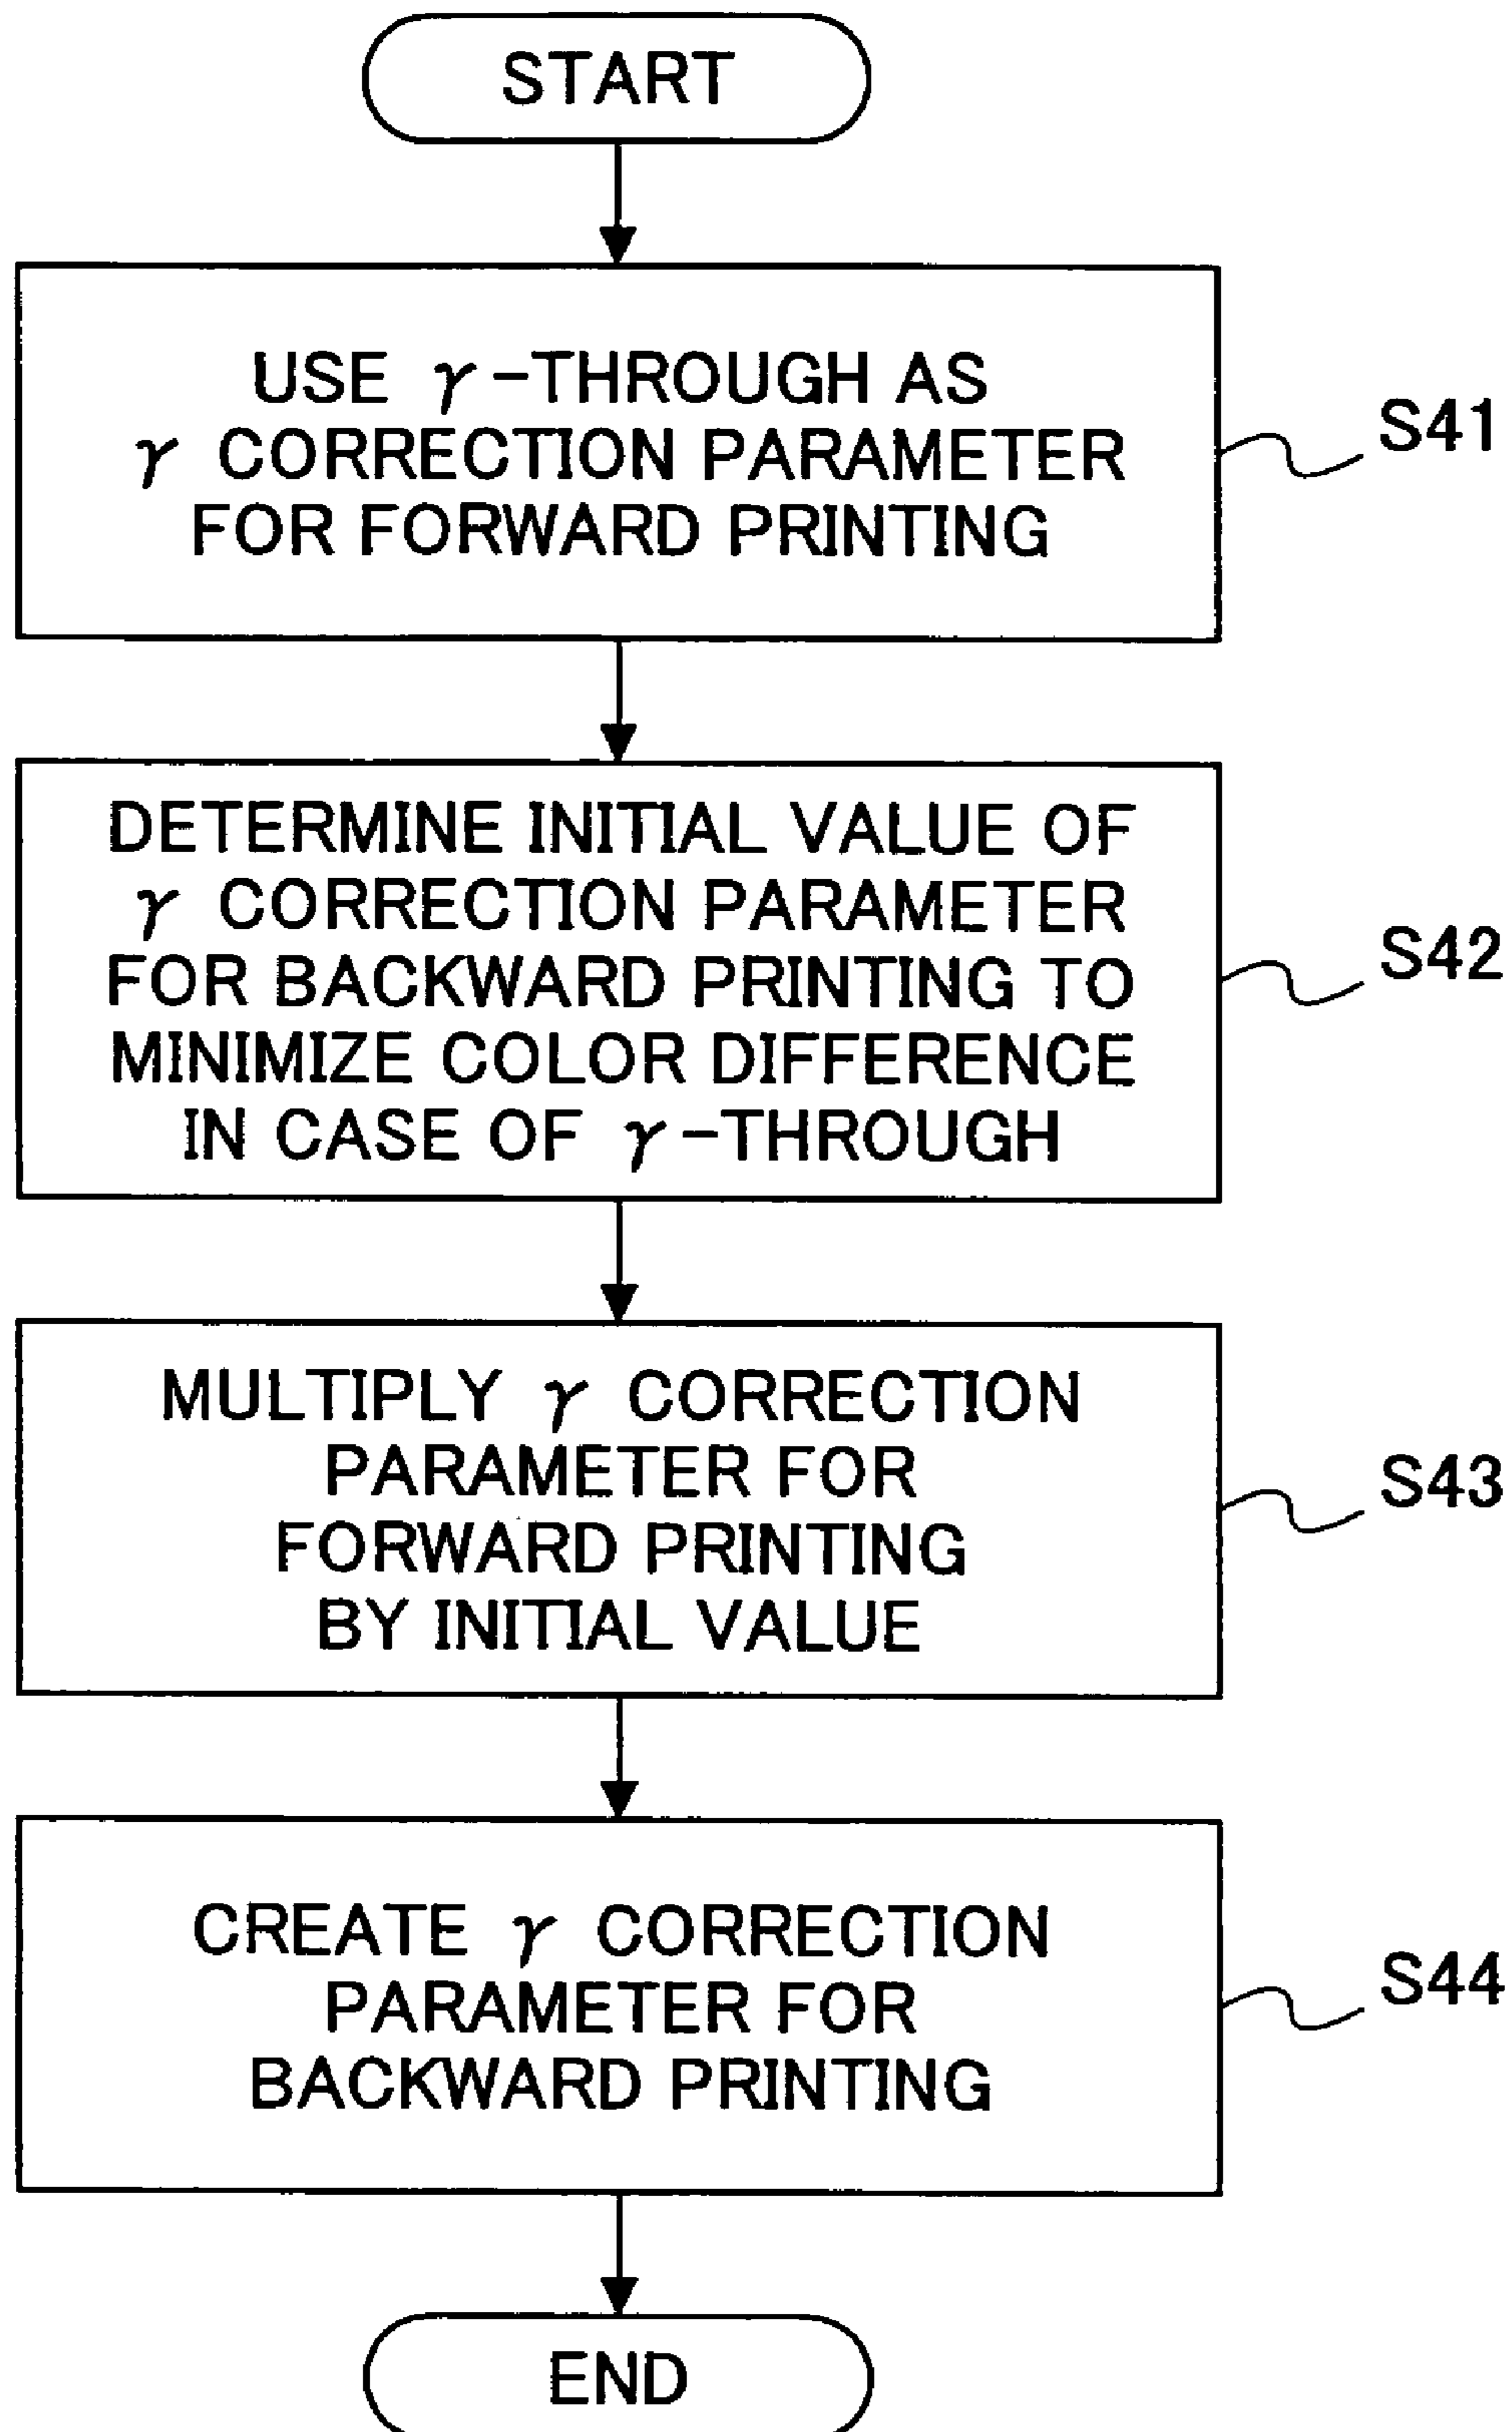 START
USE γ-THROUGH AS
γ CORRECTION PARAMETER
FOR FORWARD PRINTING
S41
DETERMINE INITIAL VALUE OF
γ CORRECTION PARAMETER
FOR BACKWARD PRINTING TO
MINIMIZE COLOR DIFFERENCE
IN CASE OF γ-THROUGH
S42
MULTIPLY γ CORRECTION
PARAMETER FOR
FORWARD PRINTING
BY INITIAL VALUE
S43
CREATE γ CORRECTION
PARAMETER FOR
BACKWARD PRINTING
S44
END